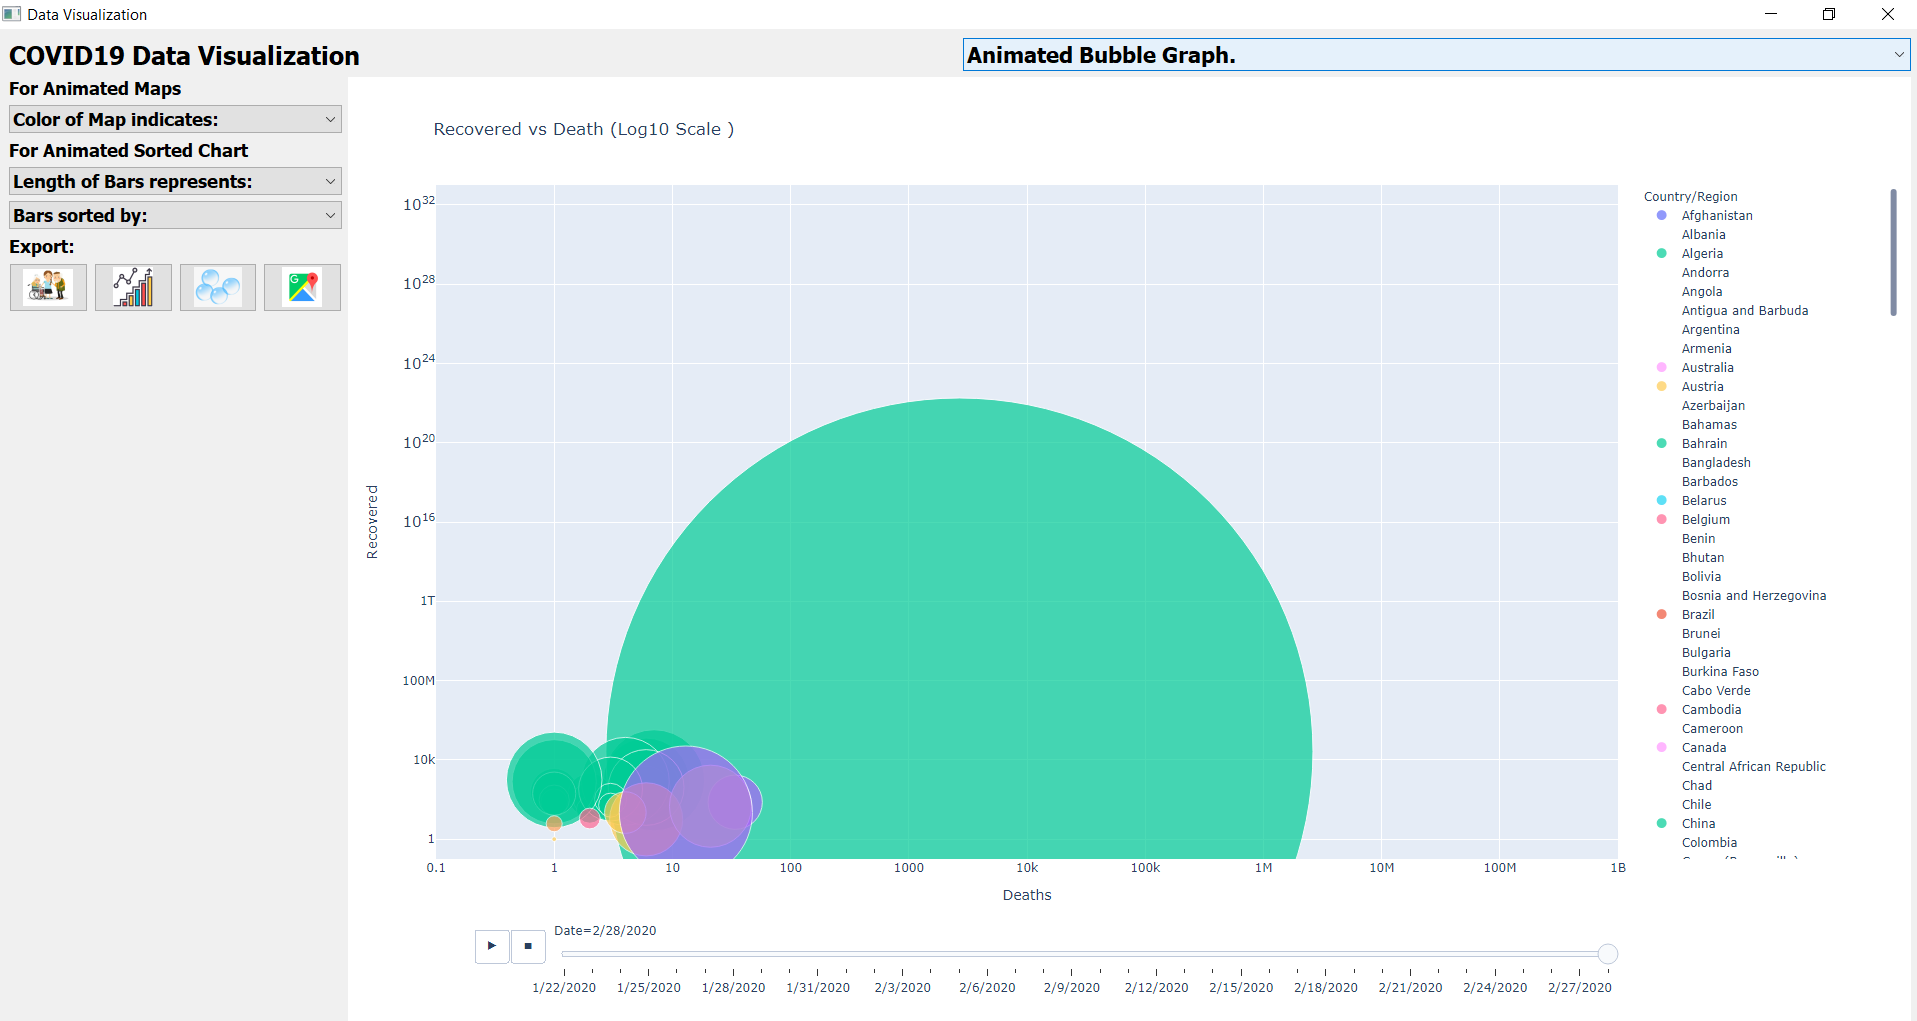 Data Visualization
COVID19 Data Visualization
Animated Bubble Graph.
For Animated Maps
Color of Map indicates:
For Animated Sorted Chart
Length of Bars represents:
Bars sorted by:
Export:
G
Recovered vs Death (Log10 Scale )
10^32
10^28
10^24
10^20
10^16
1T
100M
10k
1
Recovered
0.1 1 10 100 1000 10k 100k 1M 10M 100M 1B
Deaths
Country/Region
Afghanistan
Albania
Algeria
Andorra
Angola
Antigua and Barbuda
Argentina
Armenia
Australia
Austria
Azerbaijan
Bahamas
Bahrain
Bangladesh
Barbados
Belarus
Belgium
Benin
Bhutan
Bolivia
Bosnia and Herzegovina
Brazil
Brunei
Bulgaria
Burkina Faso
Cabo Verde
Cambodia
Cameroon
Canada
Central African Republic
Chad
Chile
China
Colombia
Date=2/28/2020
1/22/2020 1/25/2020 1/28/2020 1/31/2020 2/3/2020 2/6/2020 2/9/2020 2/12/2020 2/15/2020 2/18/2020 2/21/2020 2/24/2020 2/27/2020